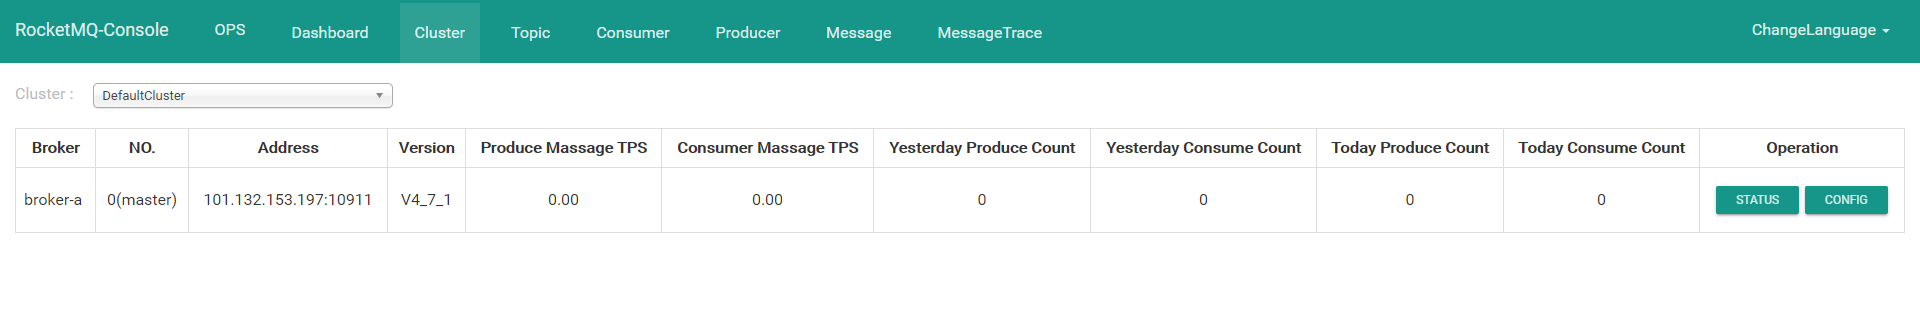 RocketMQ-Console OPS Dashboard Cluster Topic Consumer Producer Message MessageTrace ChangeLanguage
Cluster : DefaultCluster
Broker NO. Address Version Produce Massage TPS Consumer Massage TPS Yesterday Produce Count Yesterday Consume Count Today Produce Count Today Consume Count Operation
broker-a 0(master) 101.132.153.197:10911 V4_7_1 0.00 0.00 0 0 0 0 STATUS CONFIG